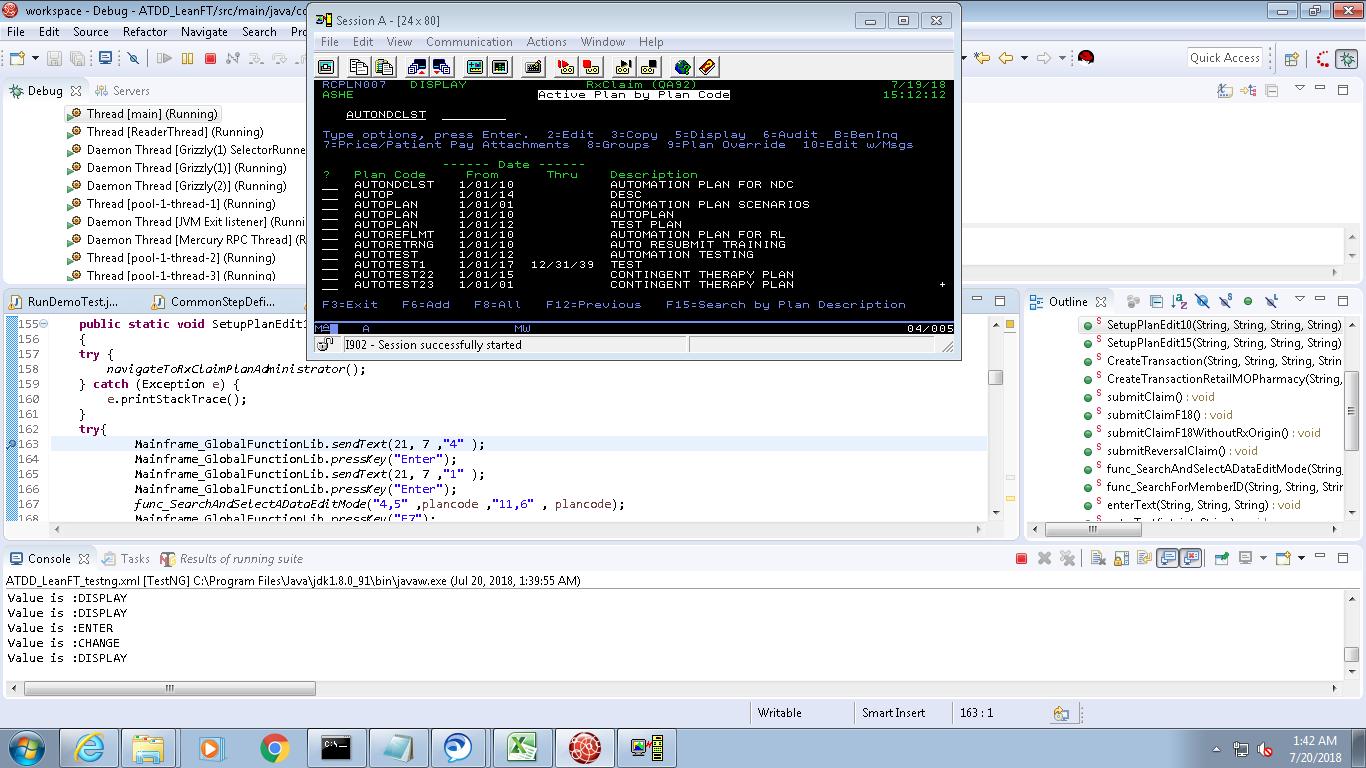 workspace - Debug - ATDD_LeanFT/src/main/java/co
File Edit Source Refactor Navigate Search
Quick Access
Debug Servers
Thread [main] (Running)
Thread [ReaderThread] (Running)
Daemon Thread [Grizzly(1) SelectorRunne
Daemon Thread [Grizzly(1)] (Running)
Daemon Thread [Grizzly(2)] (Running)
Thread [pool-1-thread-1] (Running)
Daemon Thread [JVM Exit listener] (Runni
Daemon Thread [Mercury RPC Thread] (R
Thread [pool-1-thread-2] (Running)
Thread [pool-1-thread-3] (Running)
Session A - [24 x 80]
File Edit View Communication Actions Window Help
RCPLN007 DISPLAY RxClaim (QA92) 7/19/18
ASHE Active Plan by Plan Code 15:12:12
AUTONDCLST
Type options, press Enter. 2=Edit 3=Copy 5=Display 6=Audit B=BenInq
7=Price/Patient Pay Attachments 8=Groups 9=Plan Override 10=Edit w/Msgs
------ Date ------
? Plan Code From Thru Description
AUTONDCLST 1/01/10 AUTOMATION PLAN FOR NDC
AUTOP 1/01/14 DESC
AUTOPLAN 1/01/01 AUTOMATION PLAN SCENARIOS
AUTOPLAN 1/01/10 AUTOPLAN
AUTOPLAN 1/01/12 TEST PLAN
AUTOREFLMT 1/01/10 AUTOMATION PLAN FOR RL
AUTORETRNG 1/01/10 AUTO RESUBMIT TRAINING
AUTOTEST 1/01/12 AUTOMATION TESTING
AUTOTEST1 1/01/17 12/31/39 TEST
AUTOTEST22 1/01/15 CONTINGENT THERAPY PLAN
AUTOTEST23 1/01/01 CONTINGENT THERAPY PLAN +
F3=Exit F6=Add F8=All F12=Previous F15=Search by Plan Description
MA A MW 04/005
I902 - Session successfully started
RunDemoTest.j... CommonStepDefi...
155 public static void SetupPlanEdit1
156 {
157 try {
158 navigateToRxClaimPlanAdministrator();
159 } catch (Exception e) {
160 e.printStackTrace();
161 }
162 try{
163 Mainframe_GlobalFunctionLib.sendText(21, 7 ,"4" );
164 Mainframe_GlobalFunctionLib.pressKey("Enter");
165 Mainframe_GlobalFunctionLib.sendText(21, 7 ,"1" );
166 Mainframe_GlobalFunctionLib.pressKey("Enter");
167 func_SearchAndSelectADataEditMode("4,5" ,plancode ,"11,6" , plancode);
168 Mainframe_GlobalFunctionLib.pressKey("F7");
Outline
SetupPlanEdit10(String, String, String, String)
SetupPlanEdit15(String, String, String, String)
CreateTransaction(String, String, String, Strin
CreateTransactionRetailMOPharmacy(String,
submitClaim() : void
submitClaimF18() : void
submitClaimF18WithoutRxOrigin() : void
submitReversalClaim() : void
func_SearchAndSelectADataEditMode(String,
func_SearchForMemberID(String, String, Strin
enterText(String, String) : void
Console Tasks Results of running suite
ATDD_LeanFT_testng.xml [TestNG] C:\Program Files\Java\jdk1.8.0_91\bin\javaw.exe (Jul 20, 2018, 1:39:55 AM)
Value is :DISPLAY
Value is :DISPLAY
Value is :ENTER
Value is :CHANGE
Value is :DISPLAY
Writable Smart Insert 163 : 1
1:42 AM
7/20/2018